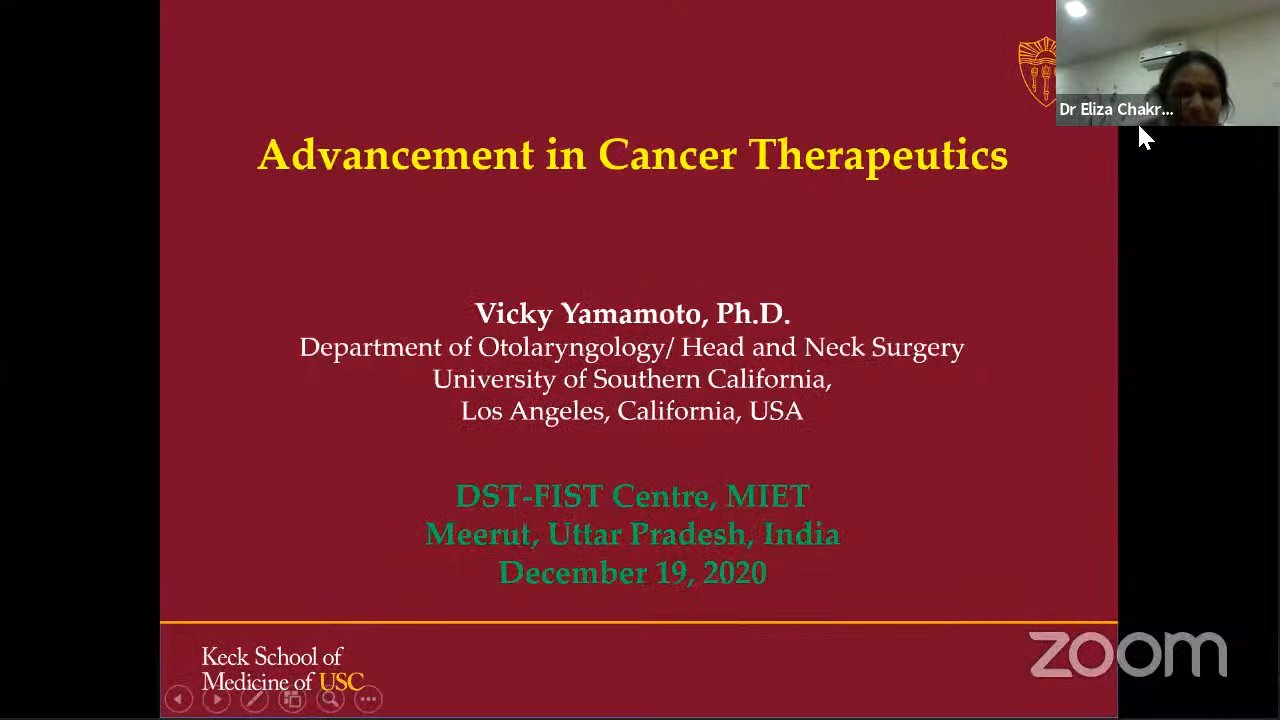 Dr Eliza Chakr...
Advancement in Cancer Therapeutics
Vicky Yamamoto, Ph.D.
Department of Otolaryngology/ Head and Neck Surgery
University of Southern California,
Los Angeles, California, USA
DST-FIST Centre, MIET
Meerut, Uttar Pradesh, India
December 19, 2020
Keck School of
Medicine of USC
zoom